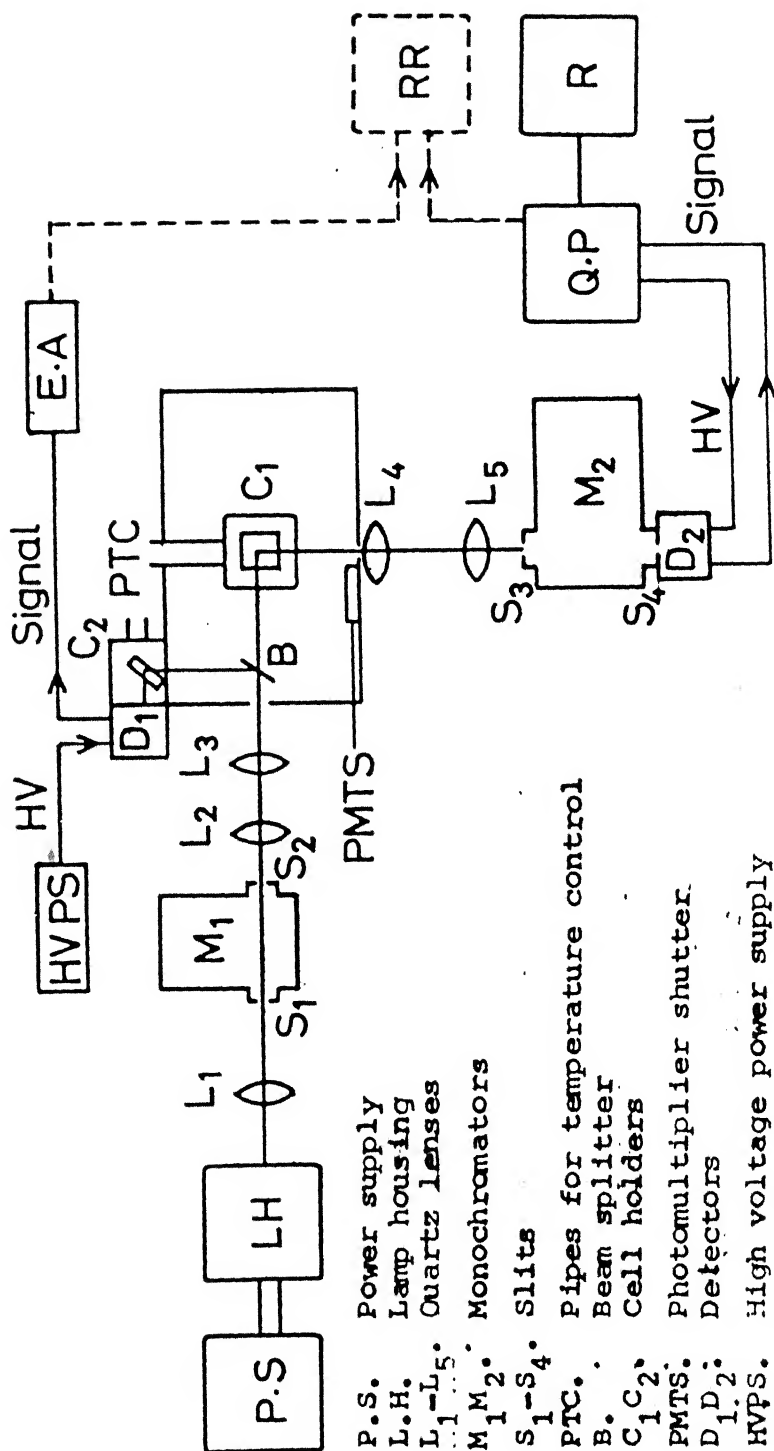 HVPS
HV
Signal
E.A
RR
R
D₁
C₂
PTC
C₁
Q.P
Signal
HV
P.S
LH
L₁
S₁
M₁
S₂
L₂
L₃
B
PMTS
L₄
L₅
S₃
M₂
S₄
D₂
P.S. Power supply
L.H. Lamp housing
L₁-L₅. Quartz lenses
M₁M₂. Monochromators
S₁-S₄. Slits
PTC. Pipes for temperature control
B. Beam splitter
C₁C₂. Cell holders
PMTS. Photomultiplier shutter
D₁D₂. Detectors
HVPS. High voltage power supply